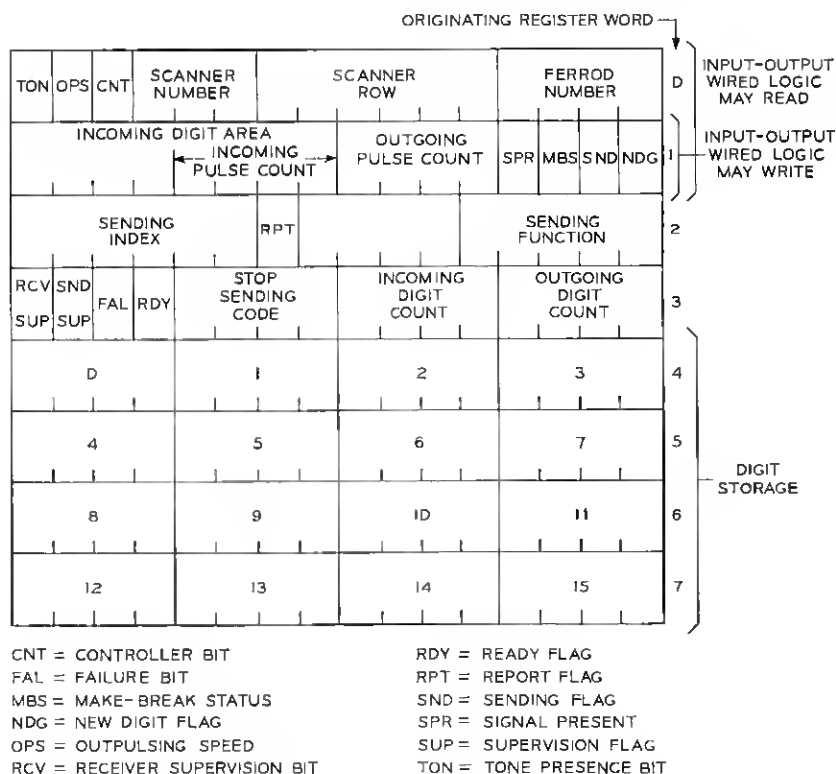 ORIGINATING REGISTER WORD
TON OPS CNT SCANNER NUMBER SCANNER ROW FERROD NUMBER 0 INPUT-OUTPUT WIRED LOGIC MAY READ
INCOMING DIGIT AREA
INCOMING PULSE COUNT OUTGOING PULSE COUNT SPR MBS SND NDG 1 INPUT-OUTPUT WIRED LOGIC MAY WRITE
SENDING INDEX RPT SENDING FUNCTION 2
RCV SUP SND SUP FAL RDY STOP SENDING CODE INCOMING DIGIT COUNT OUTGOING DIGIT COUNT 3
0 1 2 3 4
4 5 6 7 5
DIGIT STORAGE
8 9 10 11 6
12 13 14 15 7
CNT = CONTROLLER BIT
FAL = FAILURE BIT
MBS = MAKE-BREAK STATUS
NDG = NEW DIGIT FLAG
OPS = OUTPULSING SPEED
RCV = RECEIVER SUPERVISION BIT
RDY = READY FLAG
RPT = REPORT FLAG
SND = SENDING FLAG
SPR = SIGNAL PRESENT
SUP = SUPERVISION FLAG
TON = TONE PRESENCE BIT